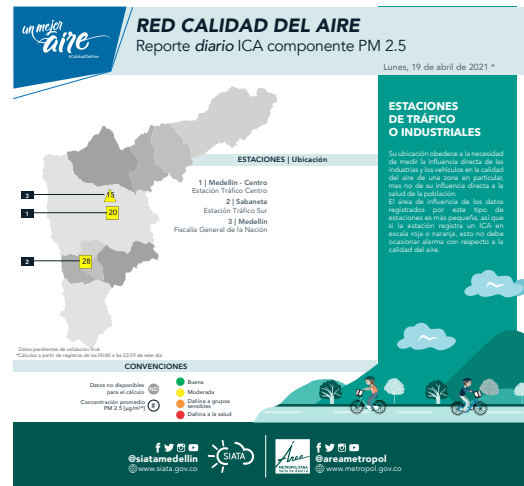 un mejor
aire
#CalidadDelAire
RED CALIDAD DEL AIRE
Reporte diario ICA componente PM 2.5
Lunes, 19 de abril de 2021 *
ESTACIONES
DE TRÁFICO
O INDUSTRIALES
Su ubicación obedece a la necesidad
de medir la influencia directa de las
industrias y los vehículos en la calidad
del aire de una zona en particular,
mas no de su influencia directa a la
salud de la población.
El área de influencia de los datos
registrados por este tipo de
estaciones es más pequeña, así que
si la estación registra un ICA en
escala roja o naranja, esto no debe
ocasionar alarma con respecto a la
calidad del aire.
ESTACIONES | Ubicación
1 | Medellín - Centro
Estación Tráfico Centro
2 | Sabaneta
Estación Tráfico Sur
3 | Medellín
Fiscalía General de la Nación
3
15
1
20
2
28
Datos pendientes de validación final.
*Cálculos a partir de registros de las 00:00 a las 23:59 de este día.
CONVENCIONES
Datos no disponibles
para el cálculo
ND
Concentración promedio
PM 2.5 [µg/m³*]
#
Buena
Moderada
Dañina a grupos
sensibles
Dañina a la salud
@siatamedellin
www.siata.gov.co
SIATA
Área
METROPOLITANA
Valle de Aburrá
@areametropol
www.metropol.gov.co